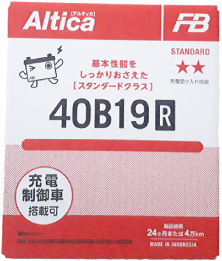 Altica [アルティカ]
FB
STANDARD
★★
充電受け入れ性能
基本性能を
しっかりおさえた
［スタンダードクラス］
40B19 R
充電
制御車
搭載可
製品補償
24ヶ月または4万km
MADE IN INDONESIA